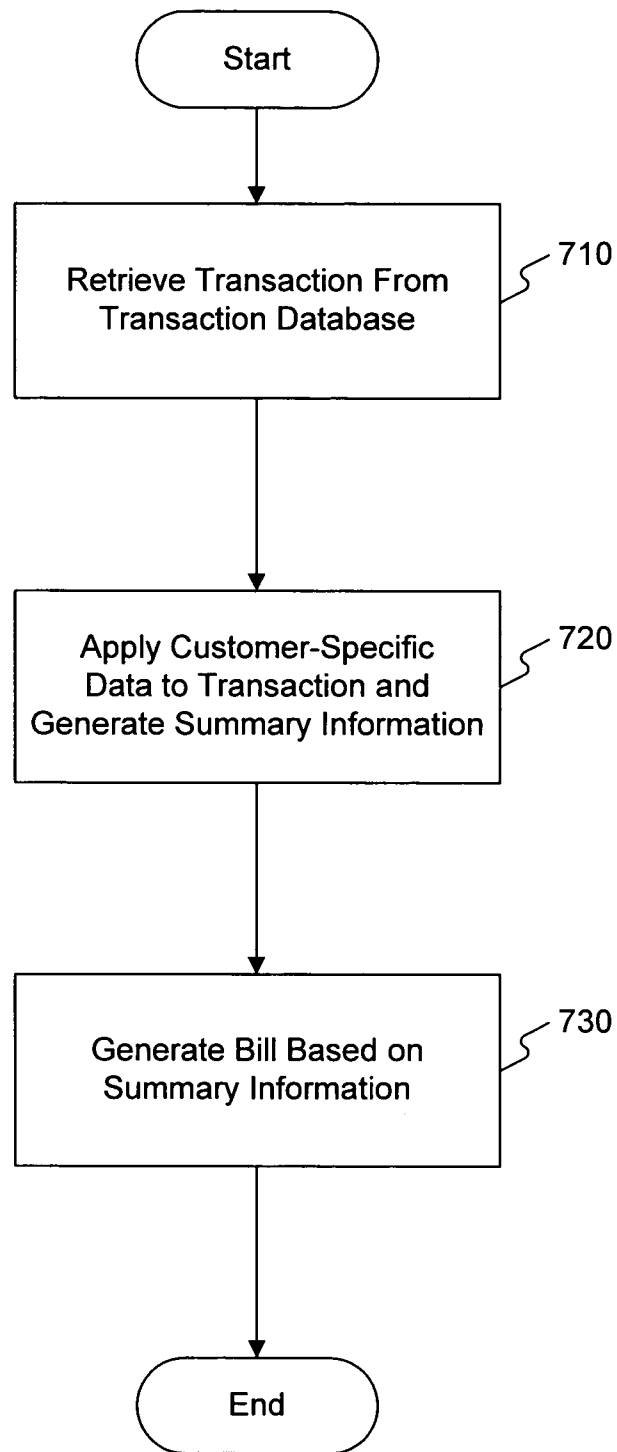 Start
Retrieve Transaction From
Transaction Database
710
Apply Customer-Specific
Data to Transaction and
Generate Summary Information
720
Generate Bill Based on
Summary Information
730
End